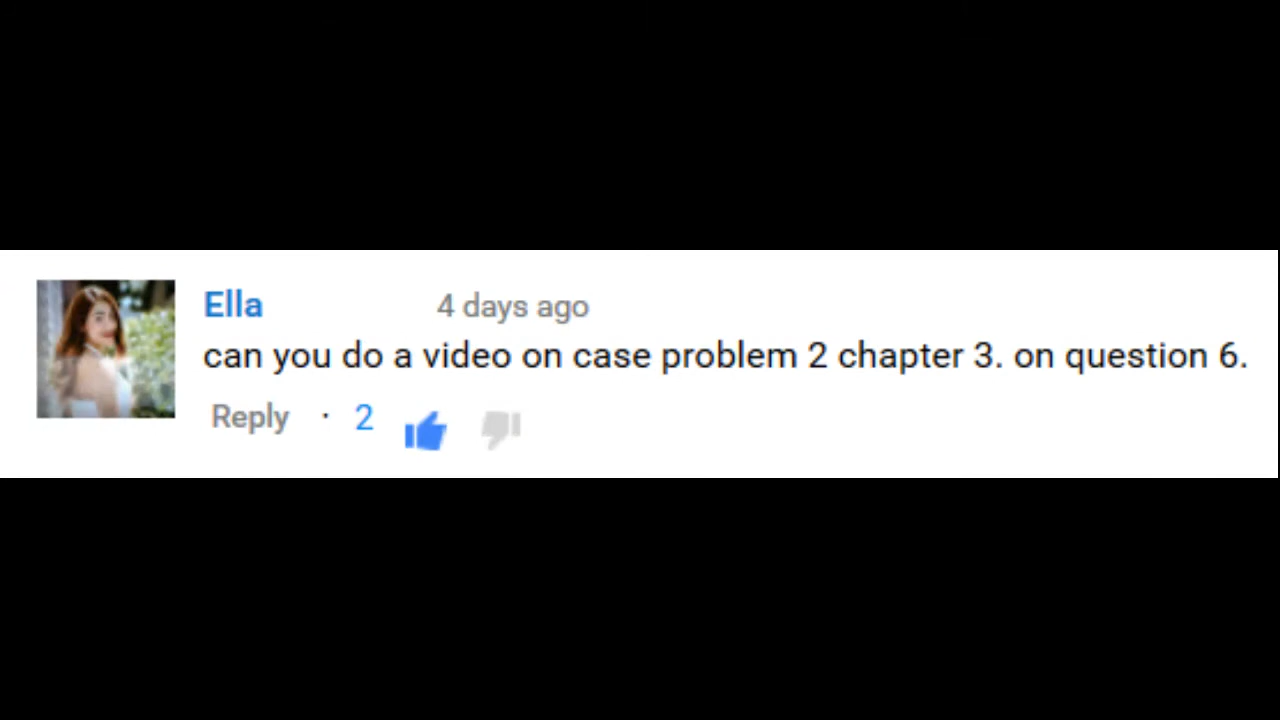 Ella 4 days ago
can you do a video on case problem 2 chapter 3. on question 6.
Reply · 2